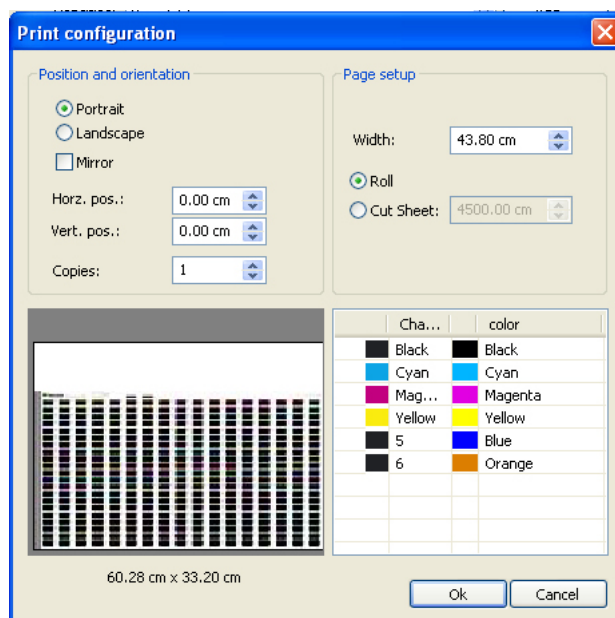 Print configuration
Position and orientation
Portrait
Landscape
Mirror
Horz. pos.: 0.00 cm
Vert. pos.: 0.00 cm
Copies: 1
Page setup
Width: 43.80 cm
Roll
Cut Sheet: 4500.00 cm
60.28 cm x 33.20 cm
Cha... color
Black Black
Cyan Cyan
Mag... Magenta
Yellow Yellow
5 Blue
6 Orange
Ok Cancel